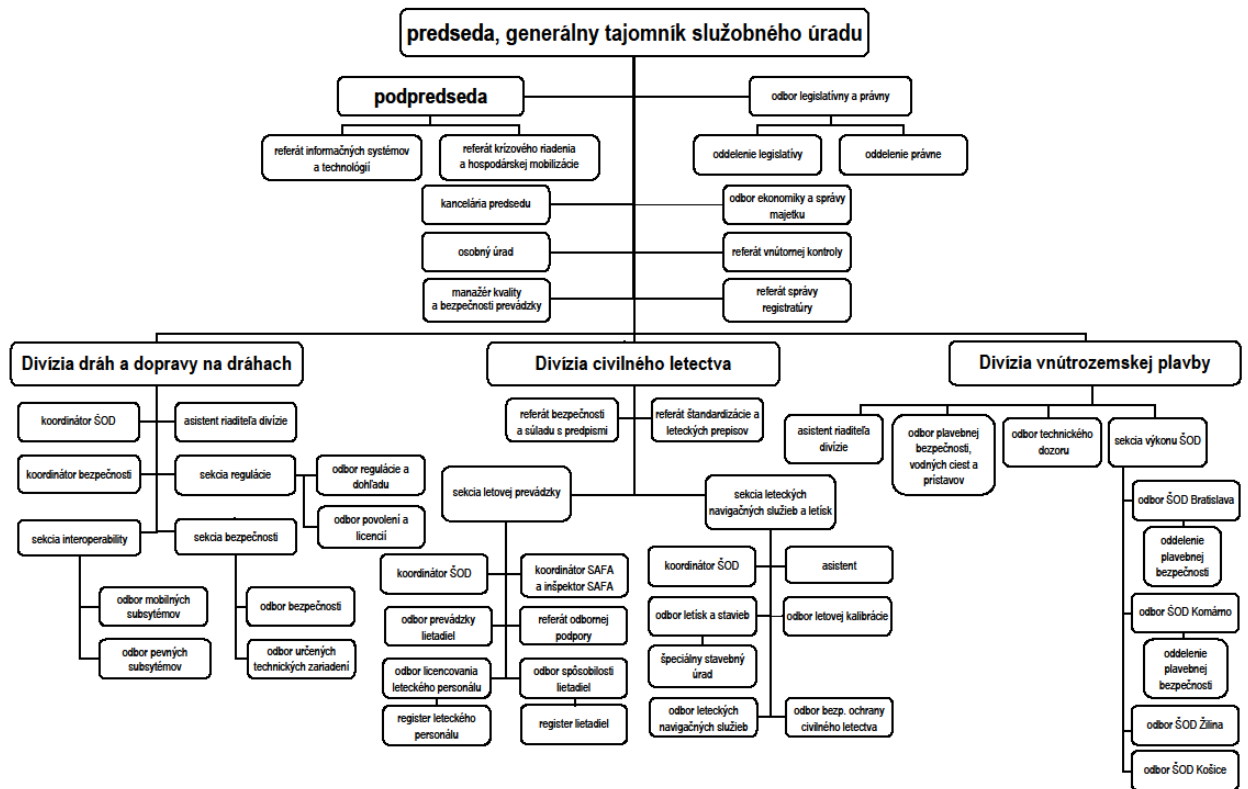 predseda, generálny tajomník služobného úradu
podpredseda
odbor legislatívny a právny
referát informačných systémov
a technológií
referát krízového riadenia
a hospodárskej mobilizácie
oddelenie legislatívy
oddelenie právne
kancelária predsedu
odbor ekonomiky a správy
majetku
osobný úrad
referát vnútornej kontroly
manažér kvality
a bezpečnosti prevádzky
referát správy
registratúry
Divízia dráh a dopravy na dráhach
koordinátor ŠOD
asistent riaditeľa divízie
koordinátor bezpečnosti
sekcia regulácie
odbor regulácie a
dohľadu
odbor povolení a
licencií
sekcia interoperability
sekcia bezpečnosti
odbor mobilných
subsytémov
odbor pevných
subsytémov
odbor bezpečnosti
odbor určených
technických zariadení
Divízia civilného letectva
referát bezpečnosti
a súladu s predpismi
referát štandardizácie a
leteckých prepisov
sekcia letovej prevádzky
sekcia leteckých
navigačných služieb a letísk
koordinátor ŠOD
koordinátor SAFA
a inšpektor SAFA
odbor prevádzky
lietadiel
referát odbornej
podpory
odbor licencovania
leteckého personálu
odbor spôsobilosti
lietadiel
register leteckého
personálu
register lietadiel
koordinátor ŠOD
asistent
odbor letísk a stavieb
odbor letovej kalibrácie
špeciálny stavebný
úrad
odbor leteckých
navigačných služieb
odbor bezp. ochrany
civilného letectva
Divízia vnútrozemskej plavby
asistent riaditeľa
divízie
odbor plavebnej
bezpečnosti,
vodných ciest a
prístavov
odbor technického
dozoru
sekcia výkonu ŠOD
odbor ŠOD Bratislava
oddelenie
plavebnej
bezpečnosti
odbor ŠOD Komárno
oddelenie
plavebnej
bezpečnosti
odbor ŠOD Žilina
odbor ŠOD Košice